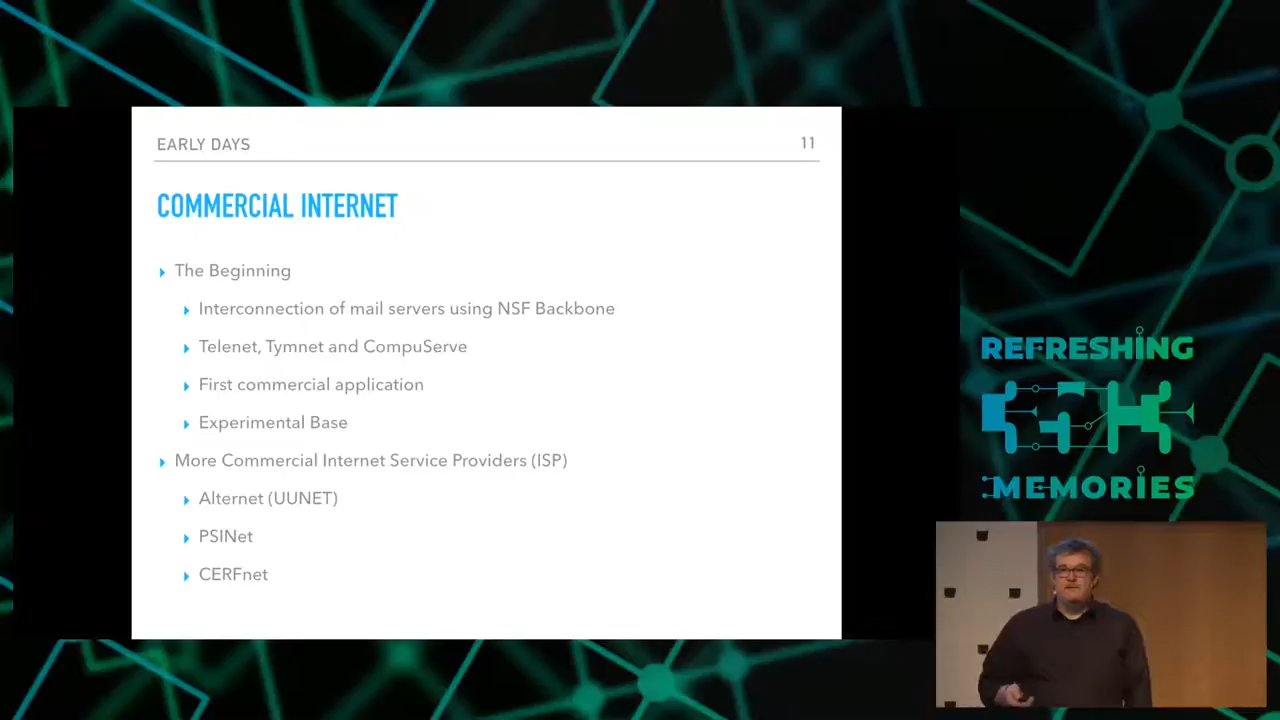 EARLY DAYS 11
COMMERCIAL INTERNET
The Beginning
Interconnection of mail servers using NSF Backbone
Telenet, Tymnet and CompuServe
First commercial application
Experimental Base
More Commercial Internet Service Providers (ISP)
Alternet (UUNET)
PSINet
CERFnet
REFRESHING
MEMORIES